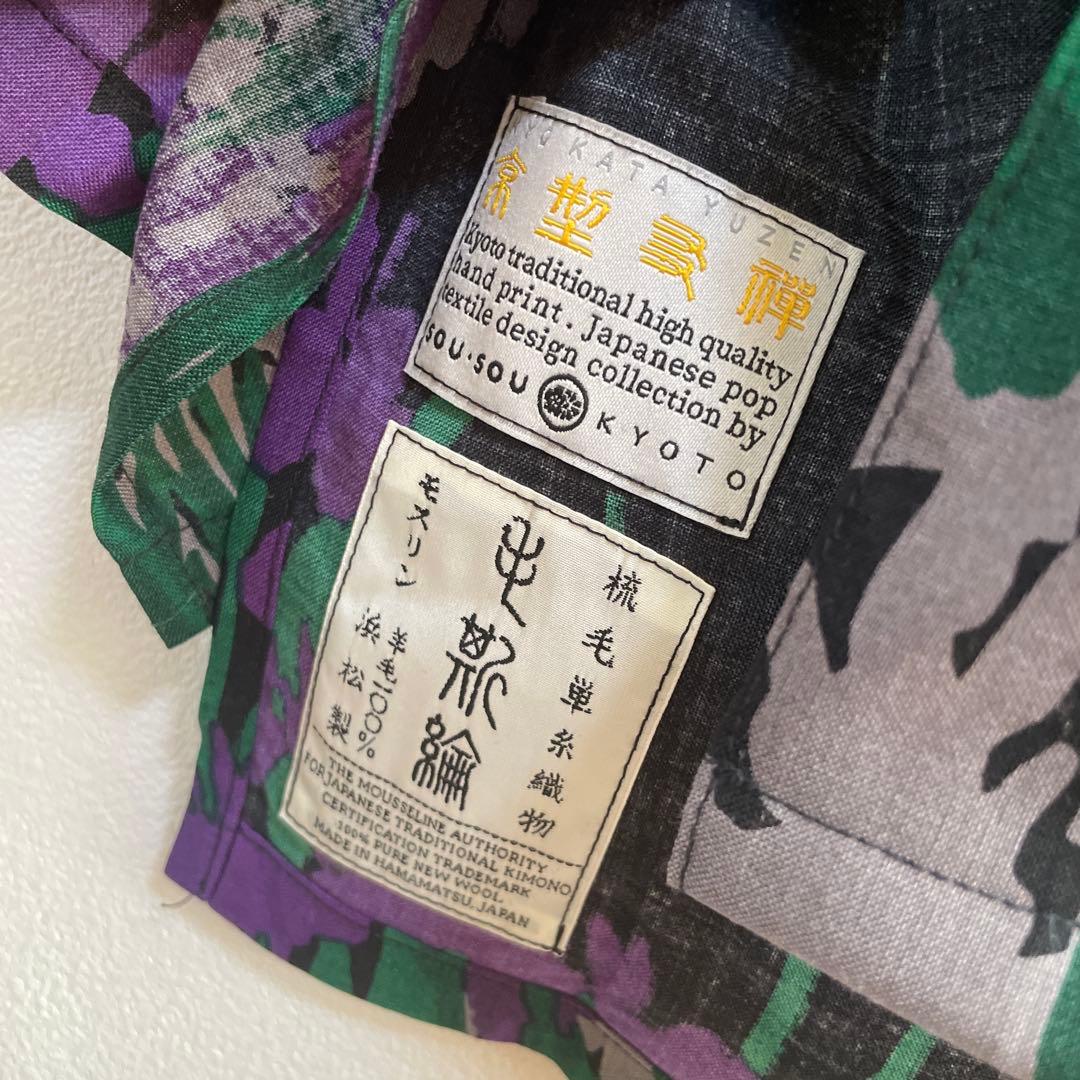 KYO KATA YUZEN
京型友禅
Kyoto traditional high quality
hand print. Japanese pop
textile design collection by
SOU・SOU KYOTO
梳毛単糸織物
毛斯綸
モスリン
羊毛一〇〇%
浜松製
THE MOUSSELINE AUTHORITY
FOR JAPANESE TRADITIONAL KIMONO
CERTIFICATION TRADEMARK
100% PURE NEW WOOL
MADE IN HAMAMATSU, JAPAN